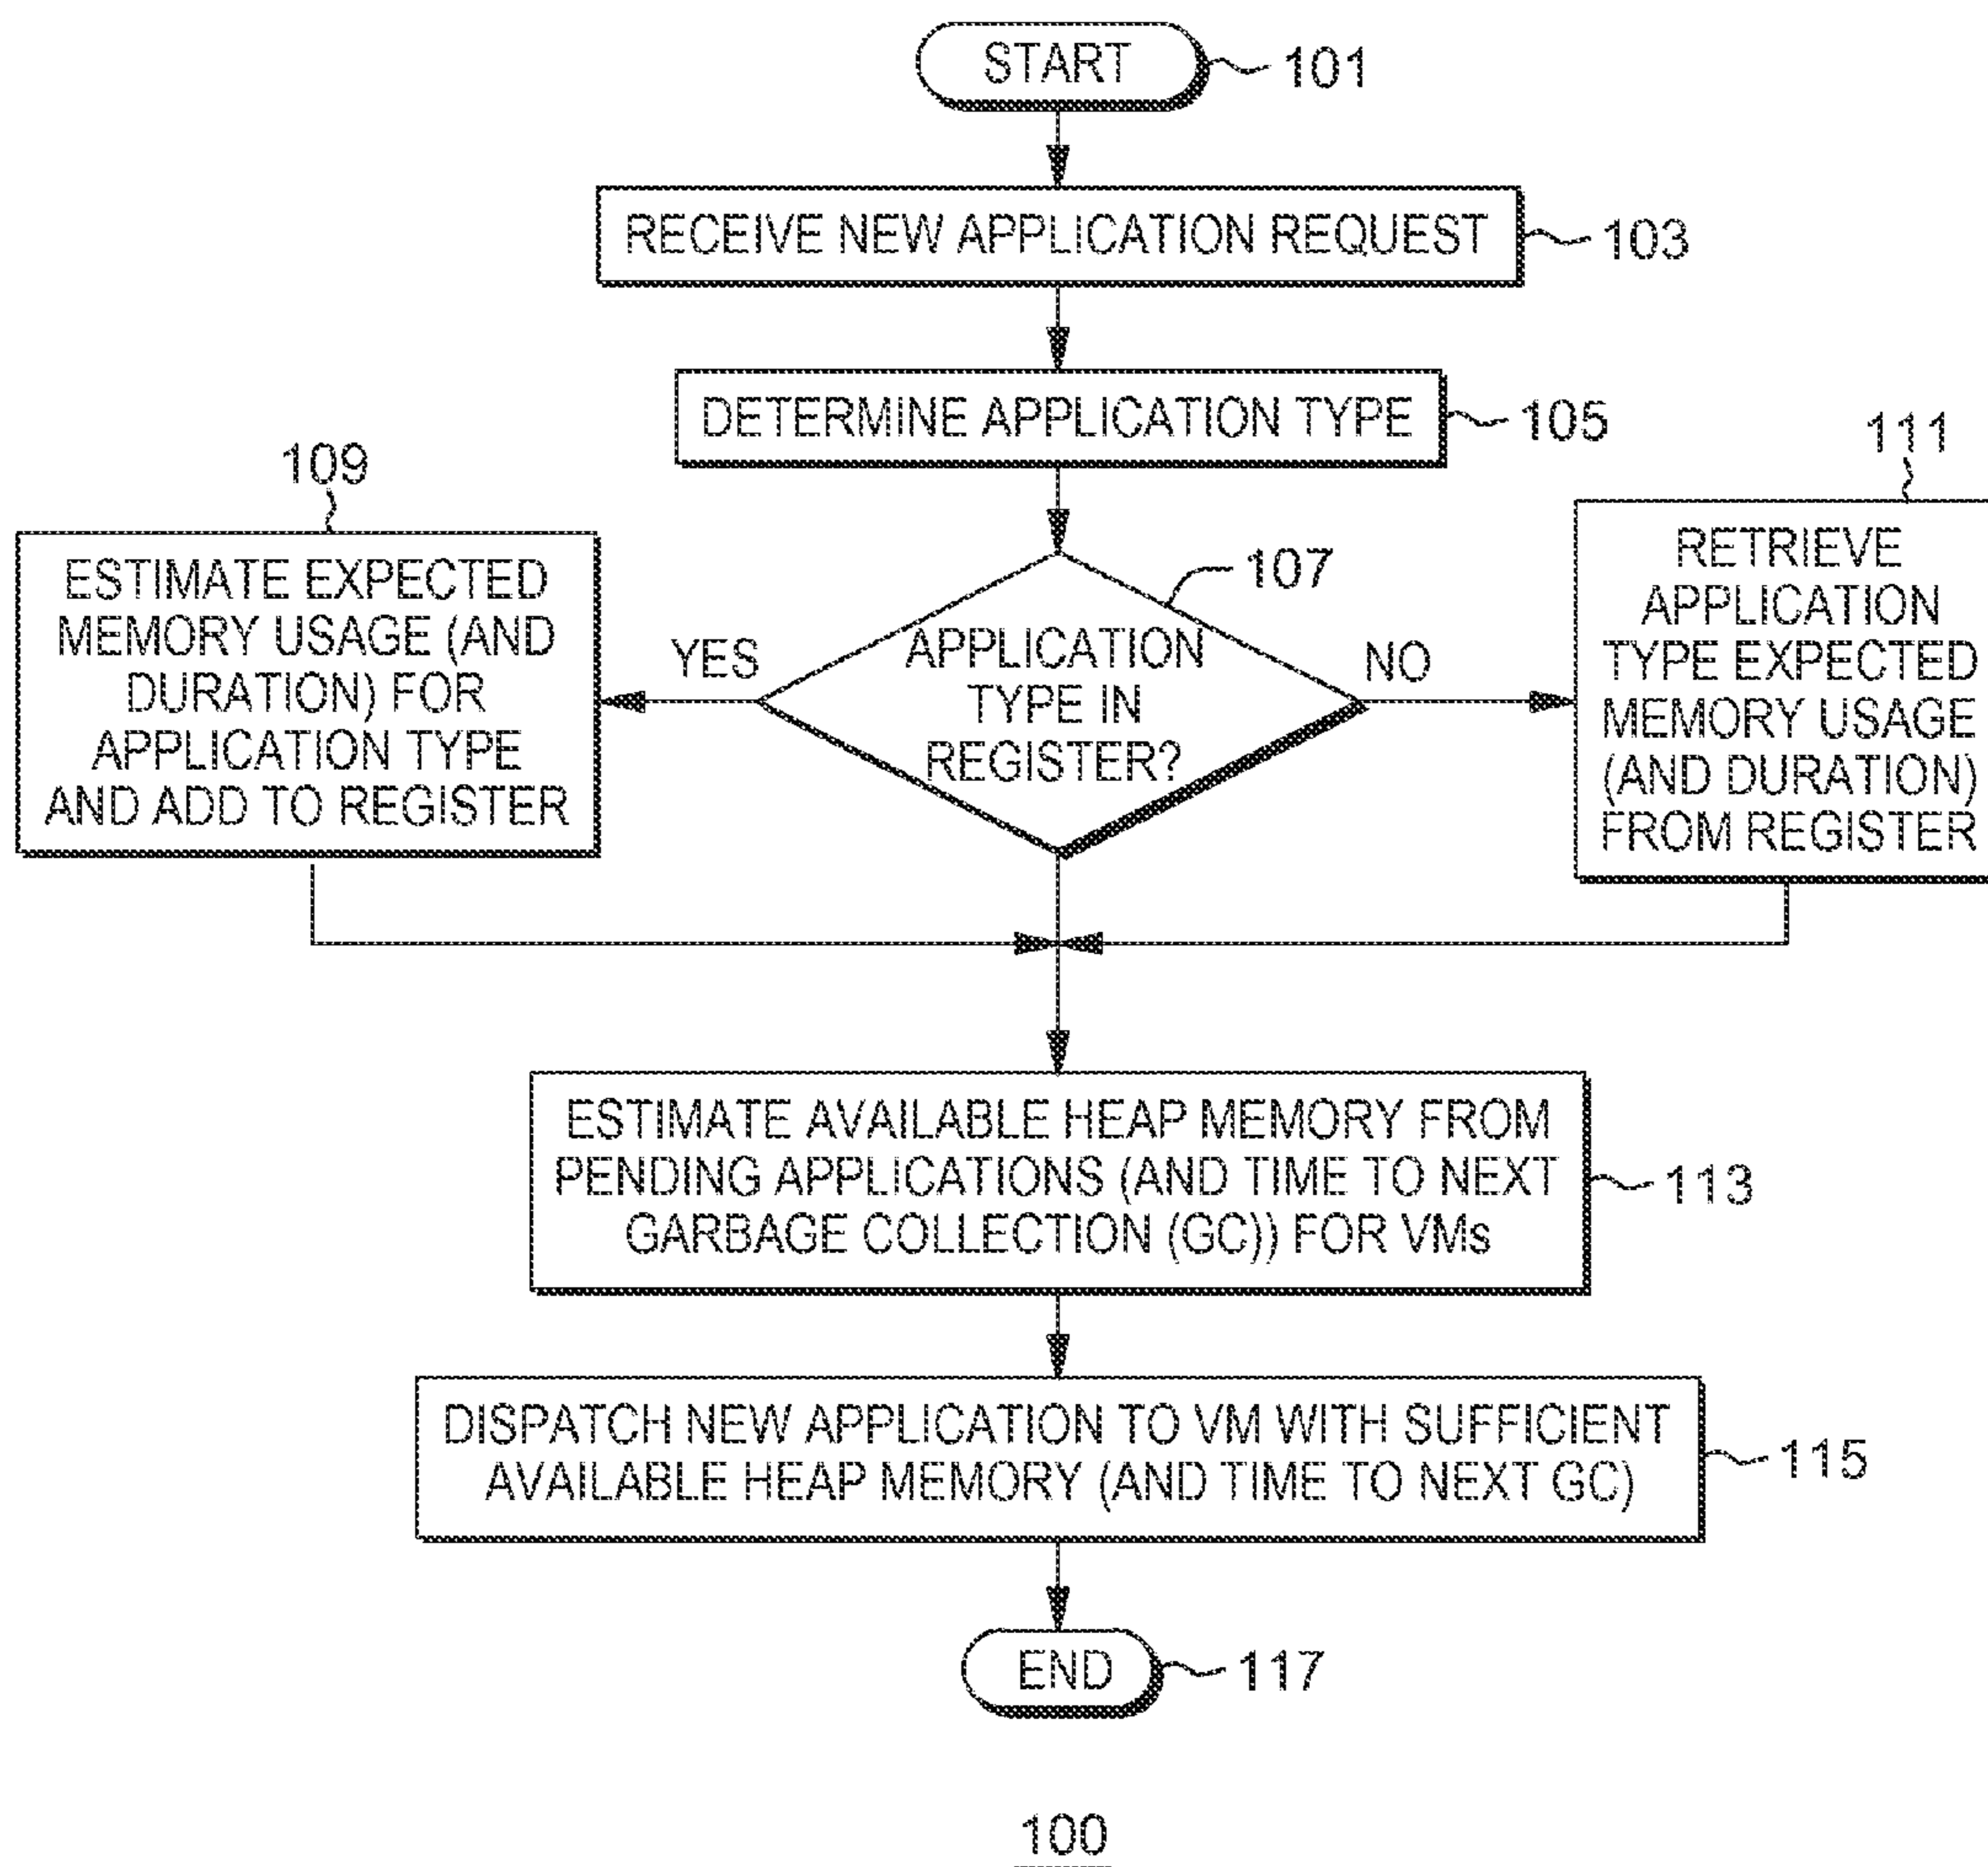 START
101
RECEIVE NEW APPLICATION REQUEST
103
DETERMINE APPLICATION TYPE
105
109
ESTIMATE EXPECTED
MEMORY USAGE (AND
DURATION) FOR
APPLICATION TYPE
AND ADD TO REGISTER
YES
107
APPLICATION
TYPE IN
REGISTER?
NO
111
RETRIEVE
APPLICATION
TYPE EXPECTED
MEMORY USAGE
(AND DURATION)
FROM REGISTER
ESTIMATE AVAILABLE HEAP MEMORY FROM
PENDING APPLICATIONS (AND TIME TO NEXT
GARBAGE COLLECTION (GC)) FOR VMs
113
DISPATCH NEW APPLICATION TO VM WITH SUFFICIENT
AVAILABLE HEAP MEMORY (AND TIME TO NEXT GC)
115
END
117
100